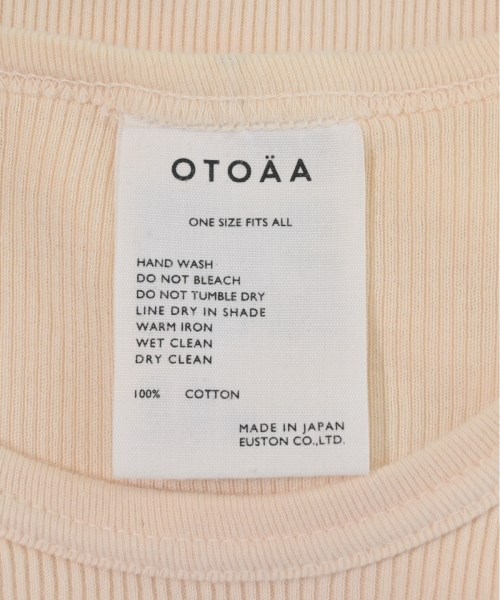 OTOÄA
ONE SIZE FITS ALL
HAND WASH
DO NOT BLEACH
DO NOT TUMBLE DRY
LINE DRY IN SHADE
WARM IRON
WET CLEAN
DRY CLEAN
100% COTTON
MADE IN JAPAN
EUSTON CO.,LTD.